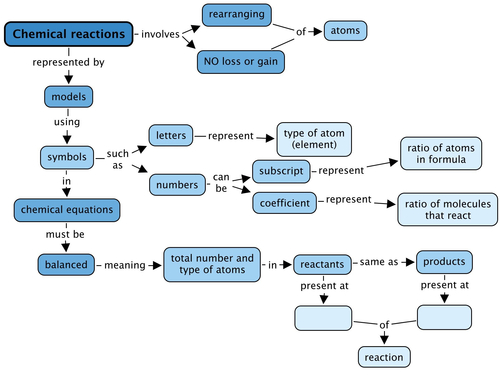 Chemical reactions
involves
rearranging
NO loss or gain
of
atoms
represented by
models
using
symbols
such
as
letters
represent
type of atom
(element)
numbers
can
be
subscript
represent
ratio of atoms
in formula
coefficient
represent
ratio of molecules
that react
in
chemical equations
must be
balanced
meaning
total number and
type of atoms
in
reactants
same as
products
present at
present at
of
reaction